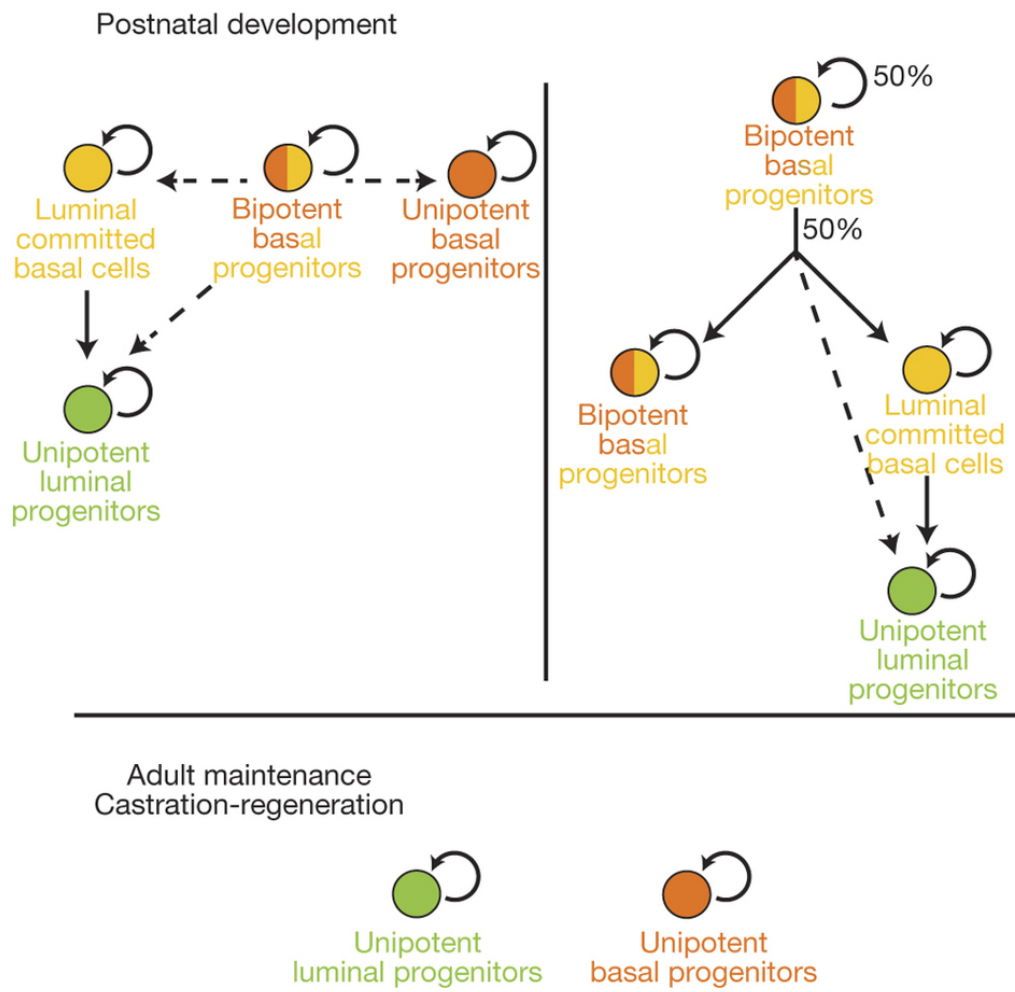 Postnatal development
Luminal
committed
basal cells
Bipotent
basal
progenitors
Unipotent
basal
progenitors
Unipotent
luminal
progenitors
50%
Bipotent
basal
progenitors
50%
Bipotent
basal
progenitors
Luminal
committed
basal cells
Unipotent
luminal
progenitors
Adult maintenance
Castration-regeneration
Unipotent
luminal progenitors
Unipotent
basal progenitors